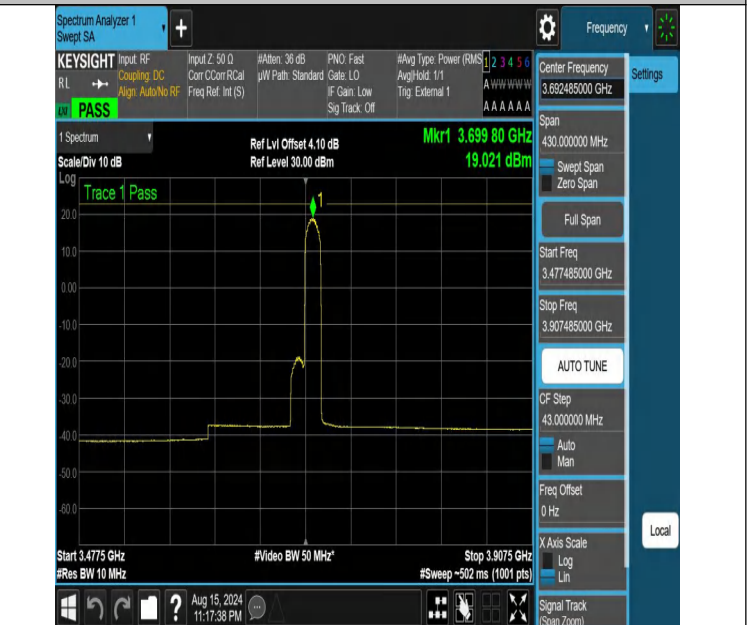 Spectrum Analyzer 1
Swept SA
+
Frequency
KEYSIGHT
RL
LXI
PASS
Input: RF
Coupling: DC
Align: Auto/No RF
Input Z: 50 Ω
Corr CCorr RCal
Freq Ref: Int (S)
#Atten: 36 dB
µW Path: Standard
PNO: Fast
Gate: LO
IF Gain: Low
Sig Track: Off
#Avg Type: Power (RMS
Avg|Hold: 1/1
Trig: External 1
1 2 3 4 5 6
A W W W W W
A A A A A A
1 Spectrum
Scale/Div 10 dB
Log
Ref Lvl Offset 4.10 dB
Ref Level 30.00 dBm
Mkr1 3.699 80 GHz
19.021 dBm
Trace 1 Pass
1
20.0
10.0
0.00
-10.0
-20.0
-30.0
-40.0
-50.0
-60.0
Start 3.4775 GHz
#Res BW 10 MHz
#Video BW 50 MHz*
Stop 3.9075 GHz
#Sweep ~502 ms (1001 pts)
Aug 15, 2024
11:17:38 PM
?
Center Frequency
3.692485000 GHz
Settings
Span
430.000000 MHz
Swept Span
Zero Span
Full Span
Start Freq
3.477485000 GHz
Stop Freq
3.907485000 GHz
AUTO TUNE
CF Step
43.000000 MHz
Auto
Man
Freq Offset
0 Hz
Local
X Axis Scale
Log
Lin
Signal Track
(Span Zoom)